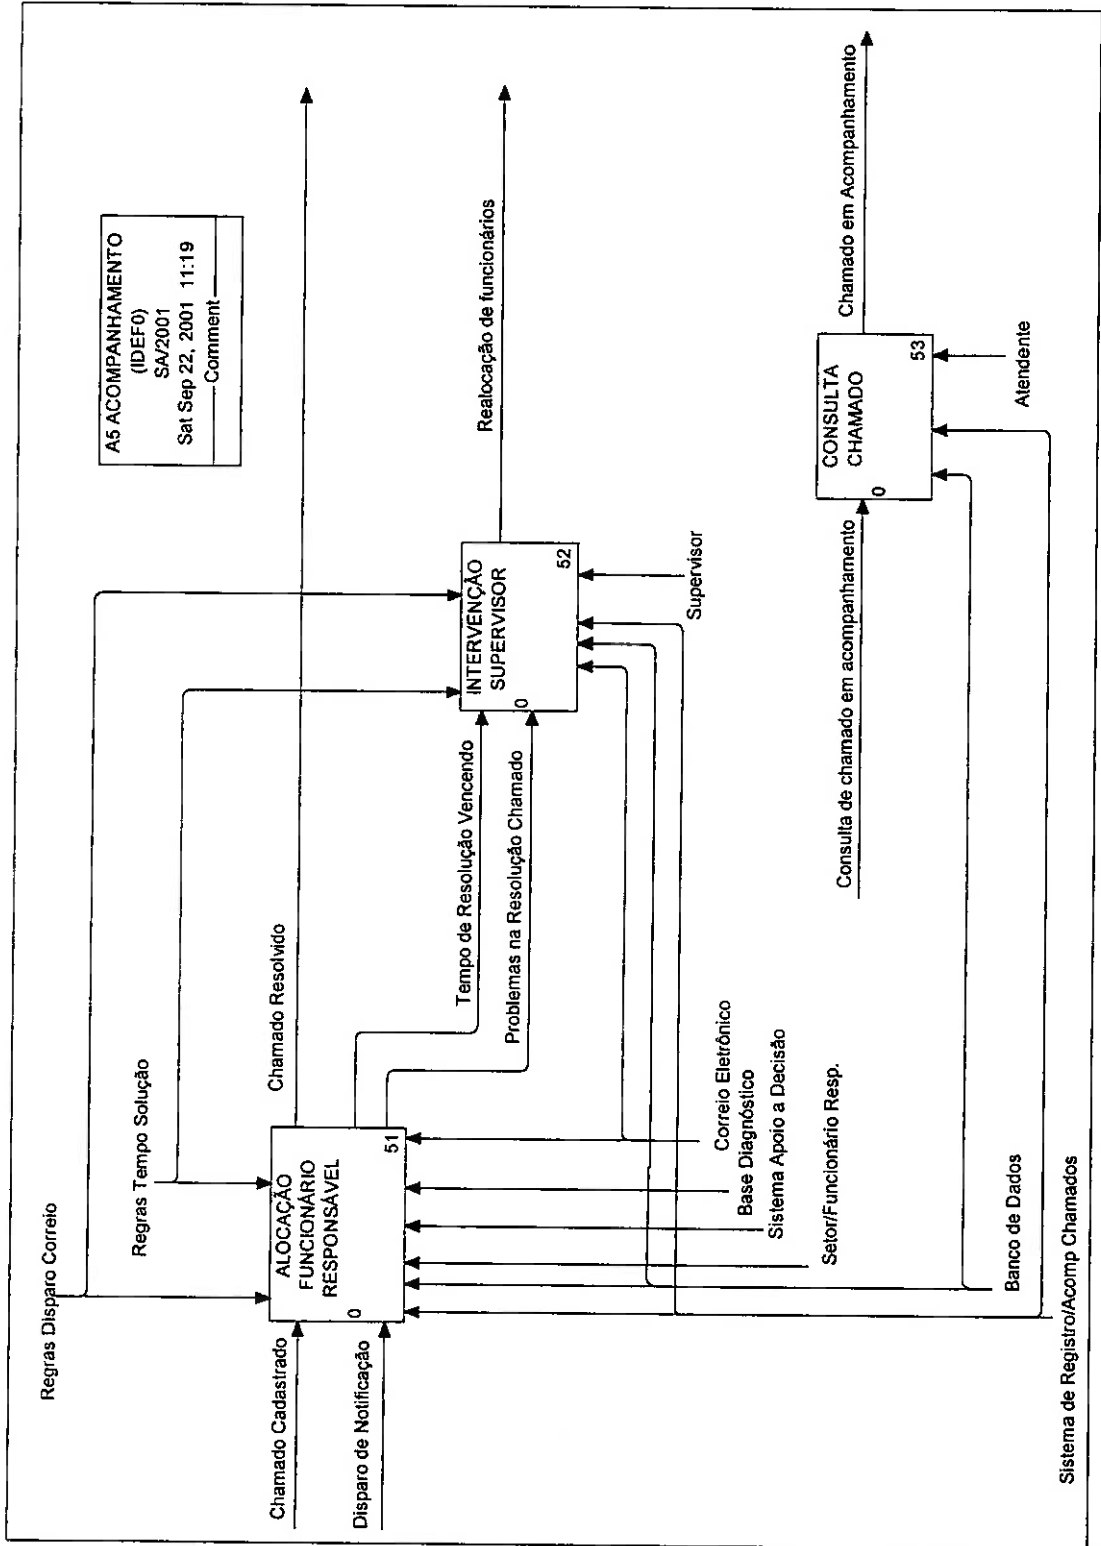 A5 ACOMPANHAMENTO
(IDEF0)
SA/2001
Sat Sep 22, 2001 11:19
Comment
Regras Disparo Correio
Regras Tempo Solução
Chamado Cadastrado
Disparo de Notificação
ALOCAÇÃO
FUNCIONÁRIO
RESPONSÁVEL
0
51
Chamado Resolvido
Tempo de Resolução Vencendo
Problemas na Resolução Chamado
INTERVENÇÃO
SUPERVISOR
0
52
Realocação de funcionários
Supervisor
Correio Eletrônico
Base Diagnóstico
Sistema Apoio a Decisão
Setor/Funcionário Resp.
Consulta de chamado em acompanhamento
CONSULTA
CHAMADO
0
53
Chamado em Acompanhamento
Atendente
Banco de Dados
Sistema de Registro/Acomp Chamados